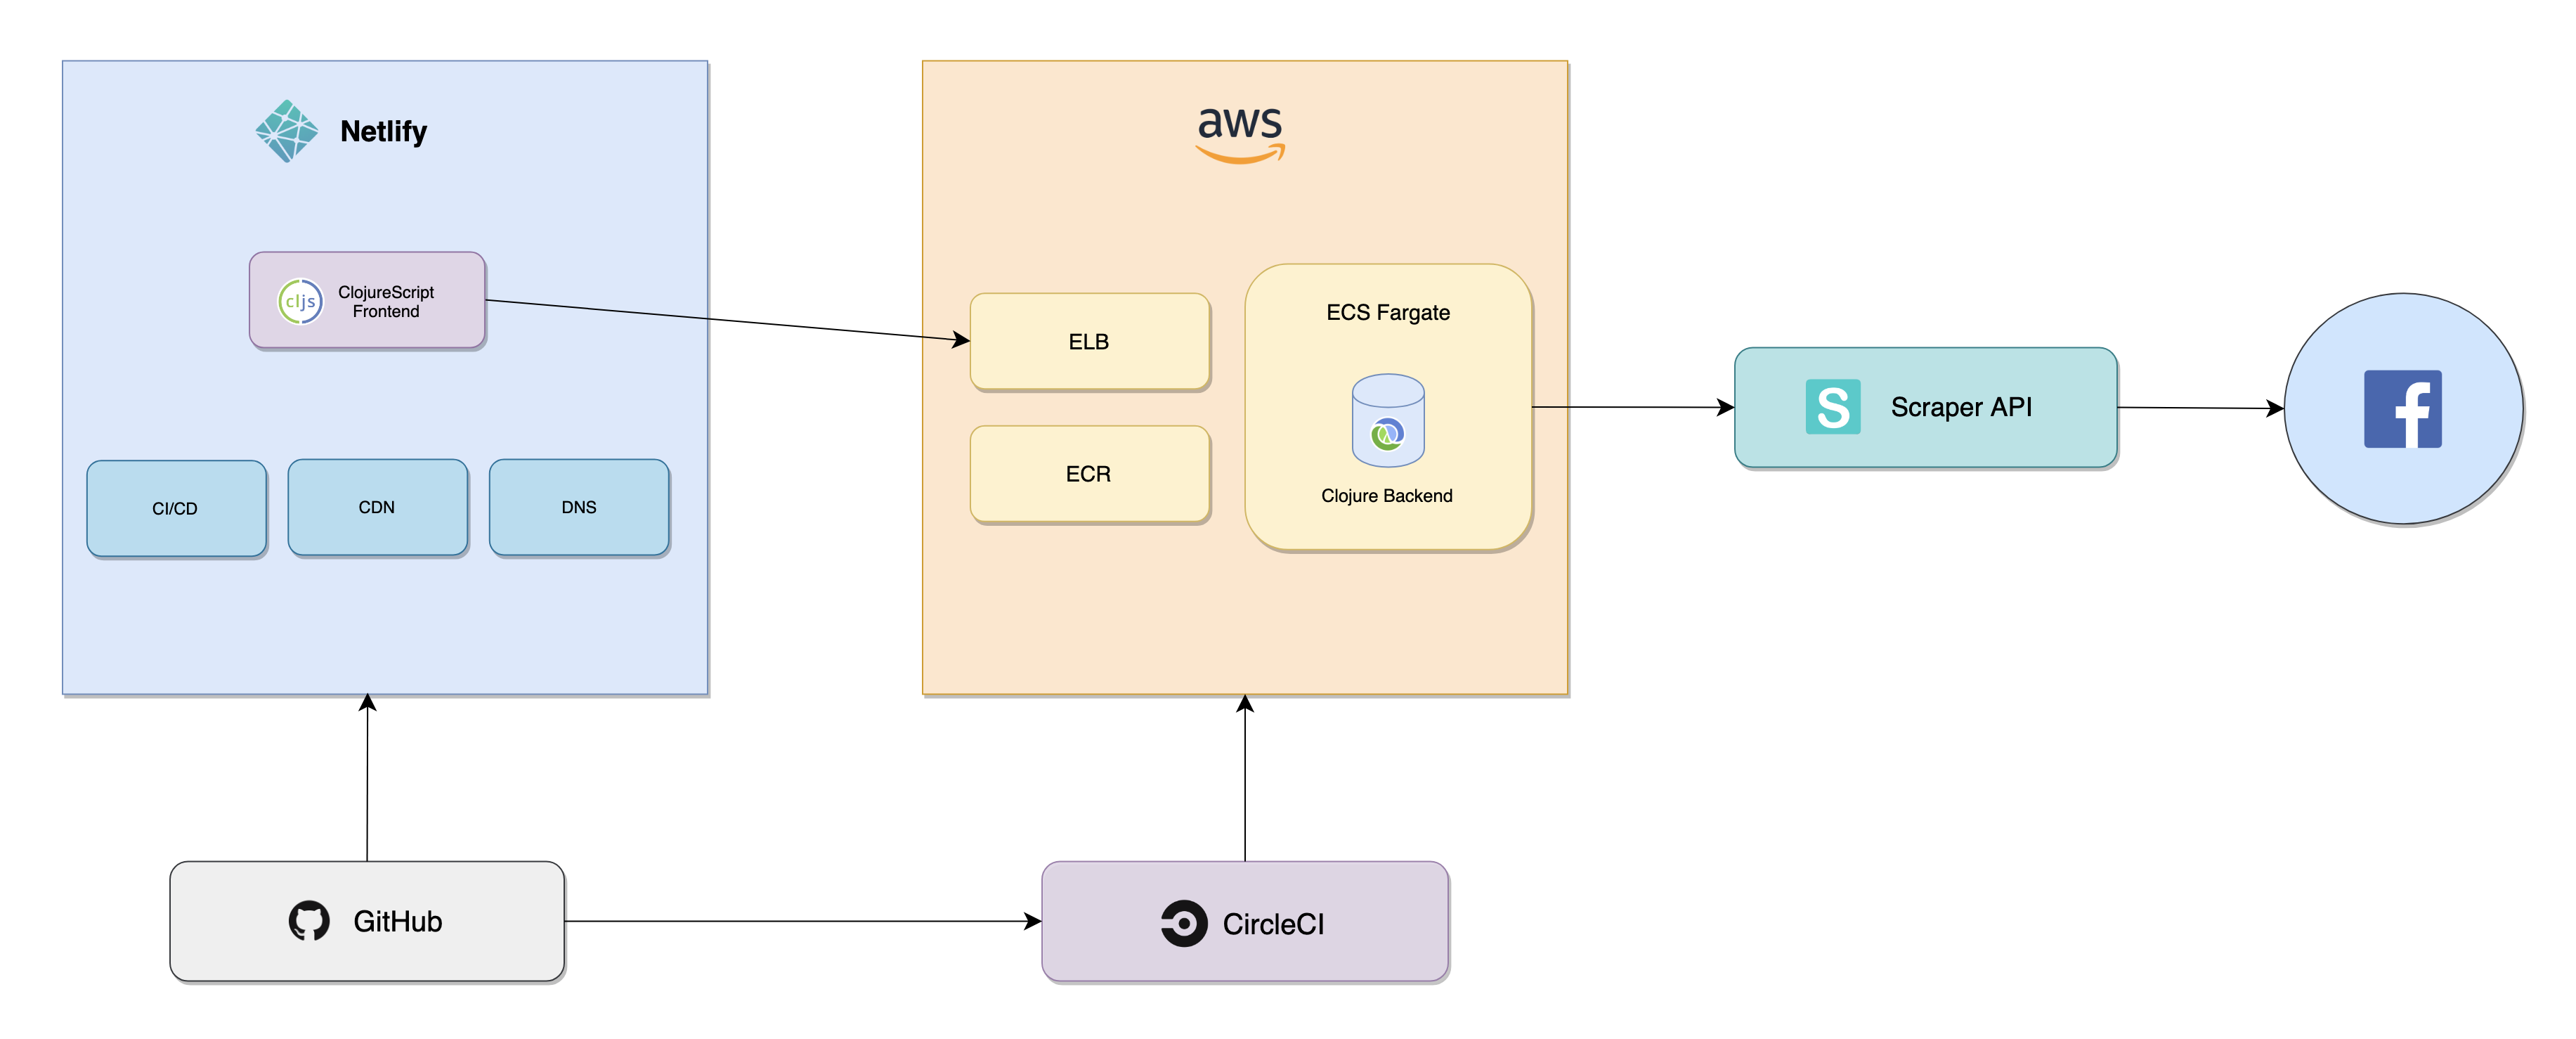 Netlify
cljs
ClojureScript
Frontend
CI/CD
CDN
DNS
aws
ELB
ECR
ECS Fargate
Clojure Backend
S
Scraper API
f
GitHub
CircleCI